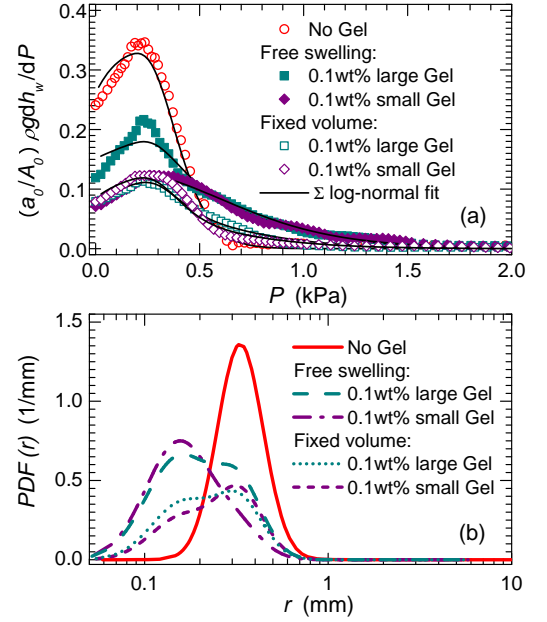 0.4
0.3
0.2
0.1
0.0
(a₀/A₀) ρgdh_w/dP
No Gel
Free swelling:
0.1wt% large Gel
0.1wt% small Gel
Fixed volume:
0.1wt% large Gel
0.1wt% small Gel
Σ log-normal fit
(a)
0.0 0.5 1.0 1.5 2.0
P (kPa)
1.5
1.0
0.5
0.0
PDF(r) (1/mm)
No Gel
Free swelling:
0.1wt% large Gel
0.1wt% small Gel
Fixed volume:
0.1wt% large Gel
0.1wt% small Gel
(b)
0.1 1 10
r (mm)